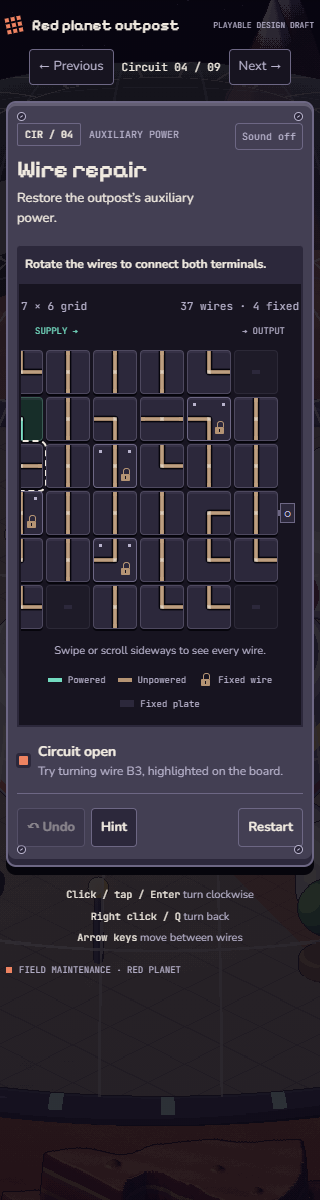 Red planet outpost
PLAYABLE DESIGN DRAFT
← Previous
Circuit 04 / 09
Next →
CIR / 04
AUXILIARY POWER
Sound off
Wire repair
Restore the outpost's auxiliary
power.
Rotate the wires to connect both terminals.
7 × 6 grid
37 wires · 4 fixed
SUPPLY →
→ OUTPUT
Swipe or scroll sideways to see every wire.
Powered
Unpowered
Fixed wire
Fixed plate
Circuit open
Try turning wire B3, highlighted on the board.
↶ Undo
Hint
Restart
Click / tap / Enter turn clockwise
Right click / Q turn back
Arrow keys move between wires
FIELD MAINTENANCE · RED PLANET